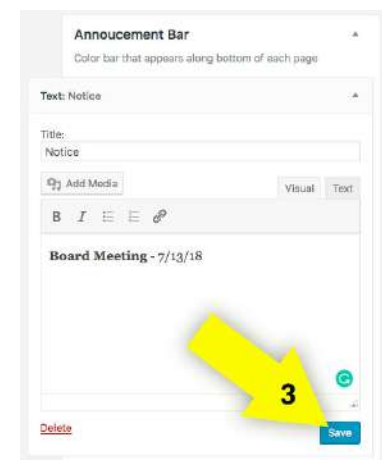 Annoucement Bar
Color bar that appears along bottom of each page
Text: Notice
Title:
Notice
Add Media
Visual Text
B I
Board Meeting - 7/13/18
3
Delete
Save